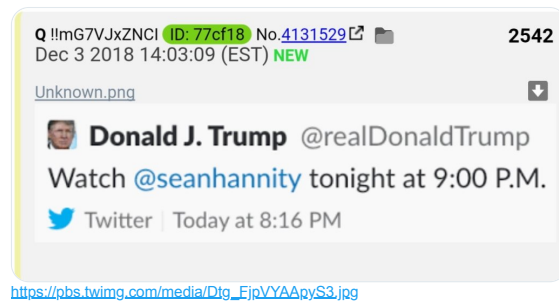 Q !!mG7VJxZNCI ID: 77cf18 No.4131529 2542
Dec 3 2018 14:03:09 (EST) NEW
Unknown.png
Donald J. Trump @realDonaldTrump
Watch @seanhannity tonight at 9:00 P.M.
Twitter | Today at 8:16 PM
https://pbs.twimg.com/media/Dtg_FjpVYAApyS3.jpg